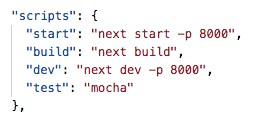 "scripts": {
"start": "next start -p 8000",
"build": "next build",
"dev": "next dev -p 8000",
"test": "mocha"
},